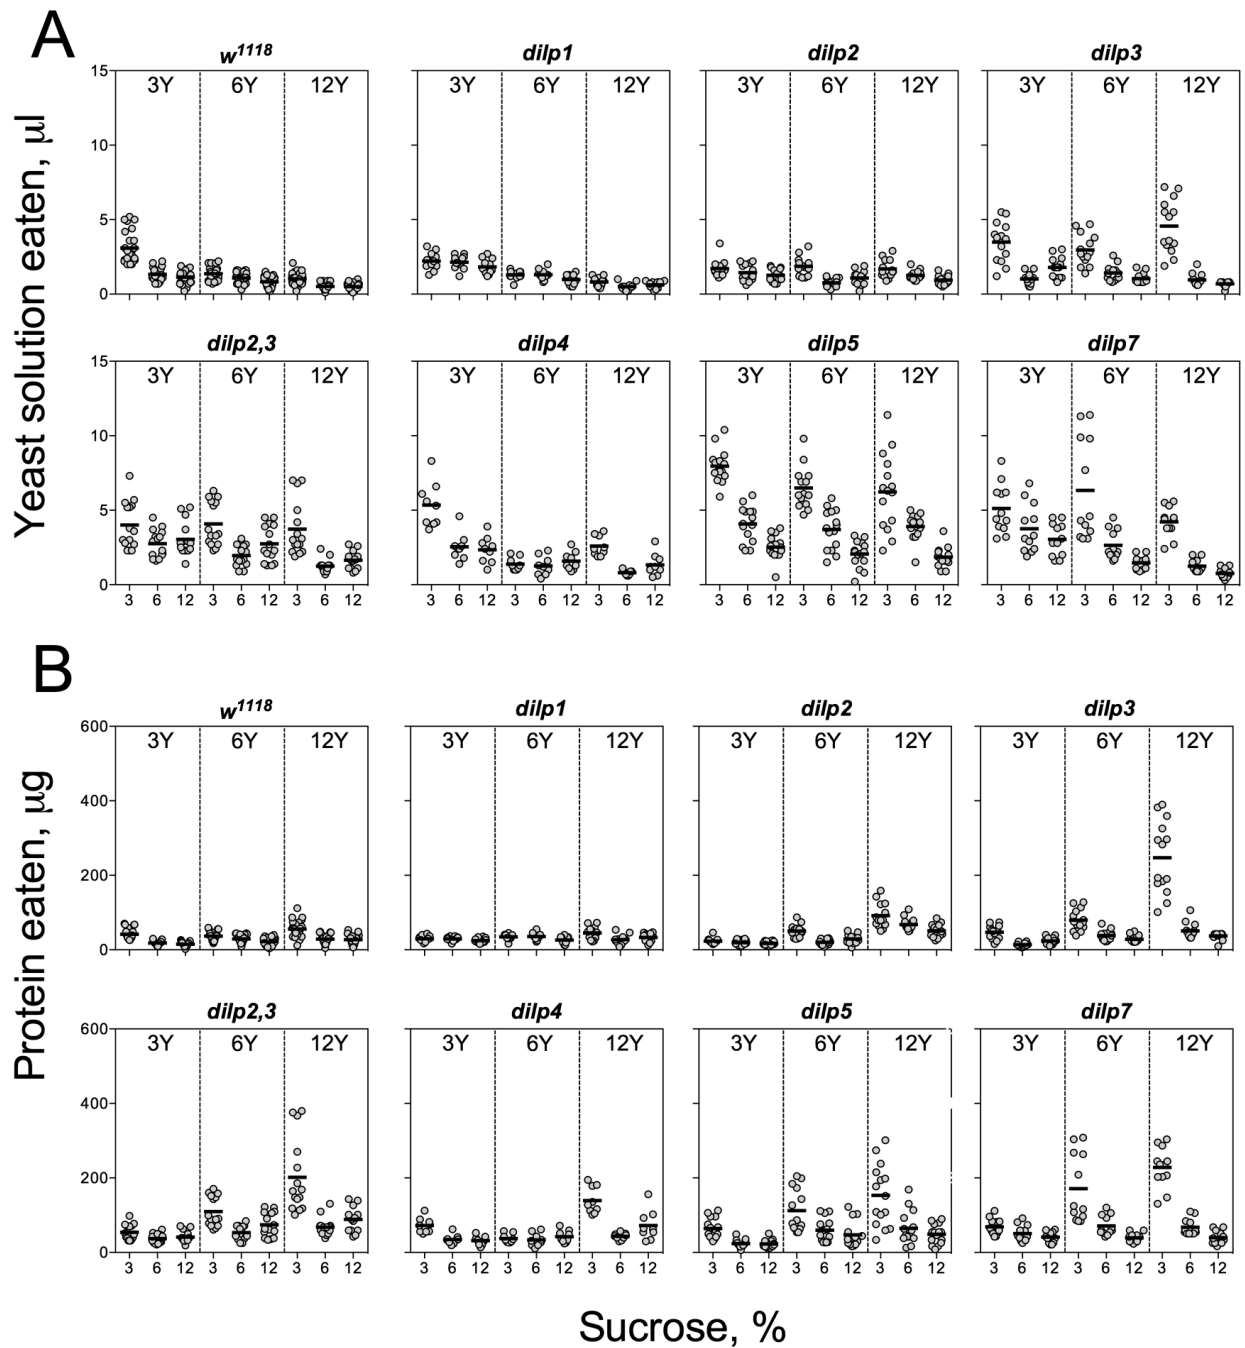 A
w1118 dilp1 dilp2 dilp3
15 3Y 6Y 12Y 3Y 6Y 12Y 3Y 6Y 12Y 3Y 6Y 12Y
10
5
0
Yeast solution eaten, μl
dilp2,3 dilp4 dilp5 dilp7
15 3Y 6Y 12Y 3Y 6Y 12Y 3Y 6Y 12Y 3Y 6Y 12Y
10
5
0
3 6 12 3 6 12 3 6 12 3 6 12 3 6 12 3 6 12 3 6 12 3 6 12 3 6 12 3 6 12 3 6 12 3 6 12
B
w1118 dilp1 dilp2 dilp3
600 3Y 6Y 12Y 3Y 6Y 12Y 3Y 6Y 12Y 3Y 6Y 12Y
400
200
0
Protein eaten, μg
dilp2,3 dilp4 dilp5 dilp7
600 3Y 6Y 12Y 3Y 6Y 12Y 3Y 6Y 12Y 3Y 6Y 12Y
400
200
0
3 6 12 3 6 12 3 6 12 3 6 12 3 6 12 3 6 12 3 6 12 3 6 12 3 6 12 3 6 12 3 6 12 3 6 12
Sucrose, %